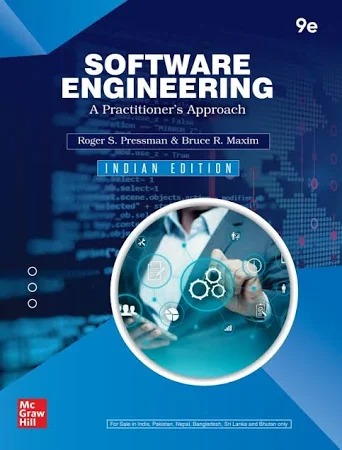 9e
SOFTWARE
ENGINEERING
A Practitioner's Approach
Roger S. Pressman & Bruce R. Maxim
INDIAN EDITION
Mc
Graw
Hill
For Sale in India, Pakistan, Nepal, Bangladesh, Sri Lanka and Bhutan only